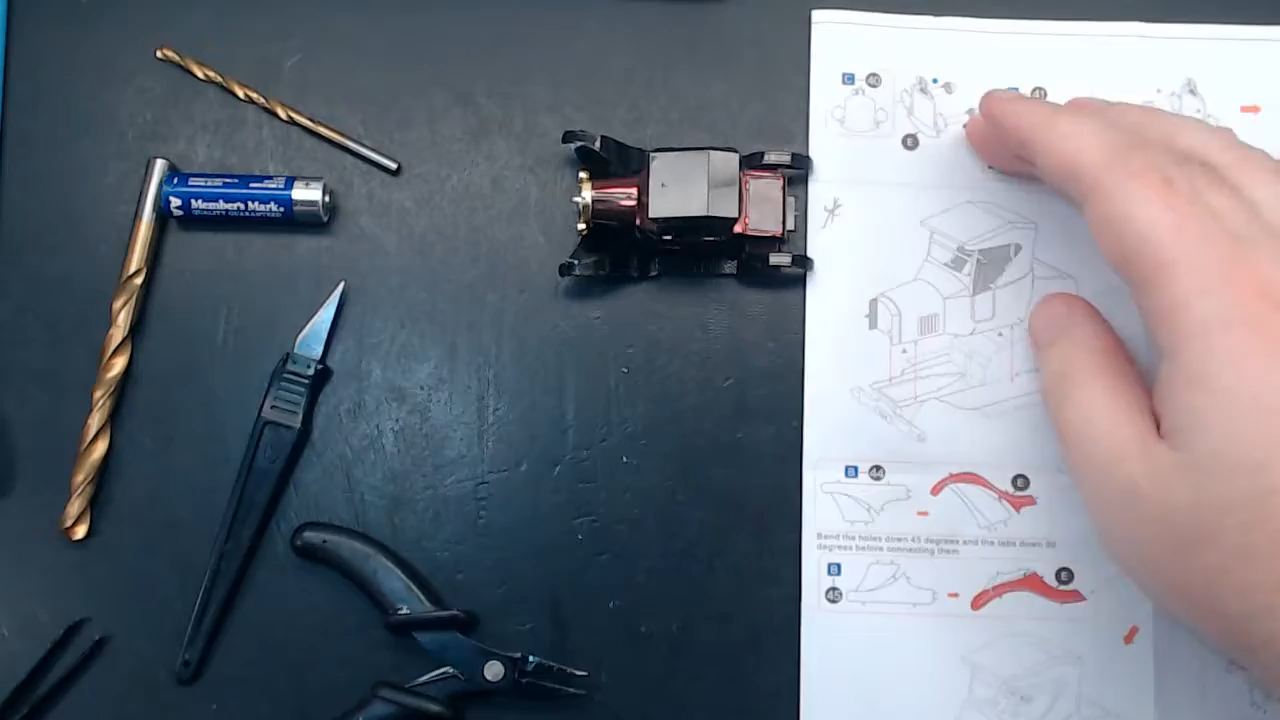 C 40
41
E
AA
Member's Mark®
QUALITY GUARANTEED
B 44
E
Bend the holes down 45 degrees and the tabs down 90
degrees before connecting them
B
45
E